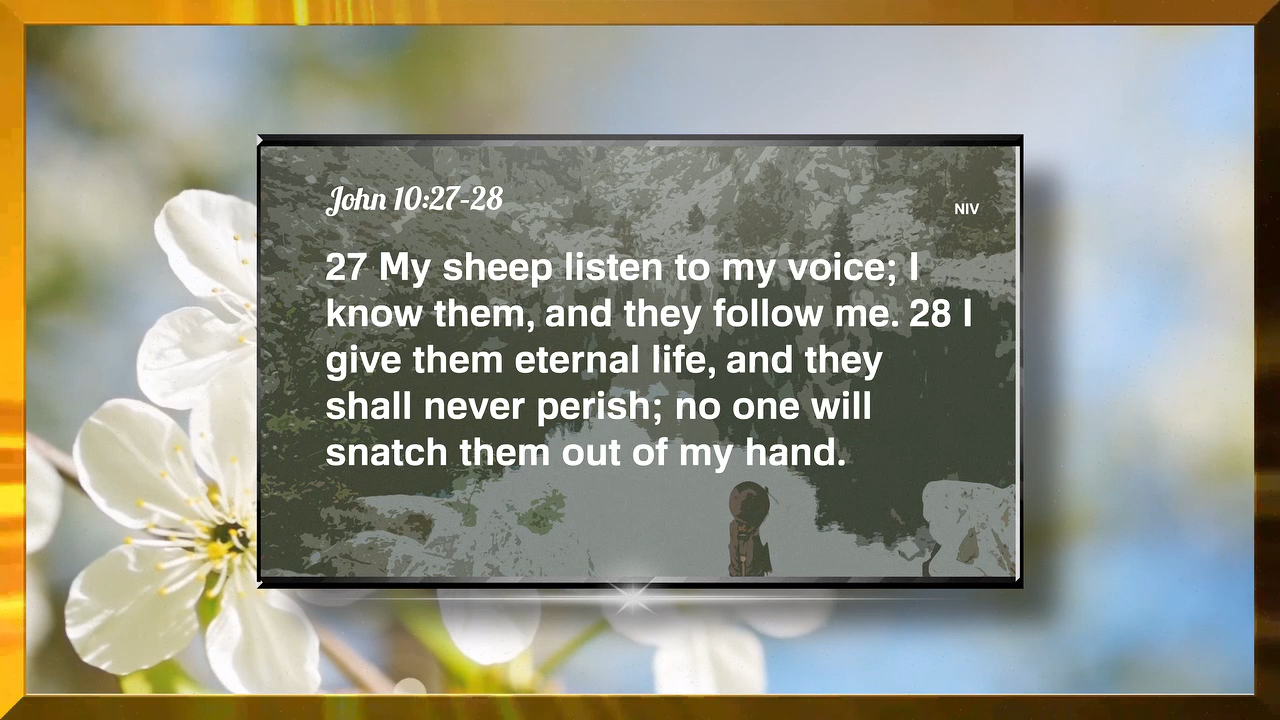 John 10:27-28
NIV
27 My sheep listen to my voice; I
know them, and they follow me. 28 I
give them eternal life, and they
shall never perish; no one will
snatch them out of my hand.